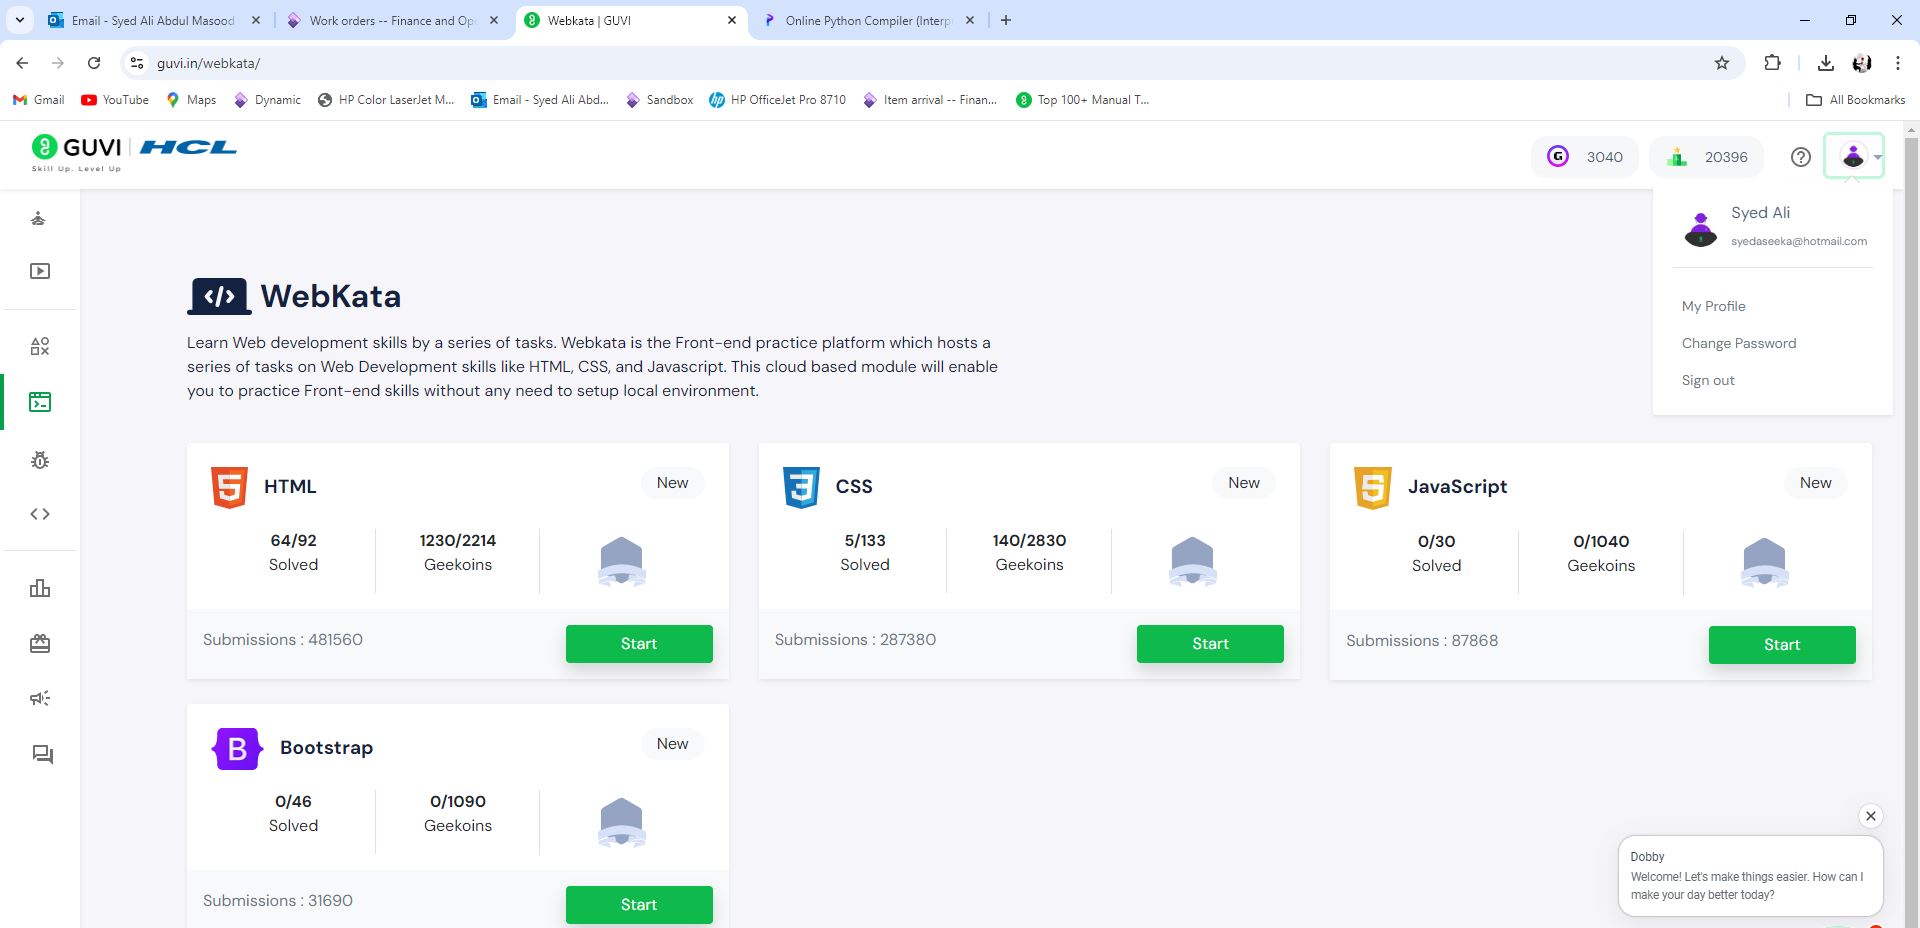 Email - Syed Ali Abdul Masood
Work orders -- Finance and Op
Webkata | GUVI
Online Python Compiler (Interp
guvi.in/webkata/
Gmail
YouTube
Maps
Dynamic
HP Color LaserJet M...
Email - Syed Ali Abd...
Sandbox
HP OfficeJet Pro 8710
Item arrival -- Finan...
Top 100+ Manual T...
All Bookmarks
GUVI
Skill Up. Level Up
HCL
3040
20396
Syed Ali
syedaseeka@hotmail.com
My Profile
Change Password
Sign out
WebKata
Learn Web development skills by a series of tasks. Webkata is the Front-end practice platform which hosts a
series of tasks on Web Development skills like HTML, CSS, and Javascript. This cloud based module will enable
you to practice Front-end skills without any need to setup local environment.
HTML
New
64/92
Solved
1230/2214
Geekoins
Submissions : 481560
Start
CSS
New
5/133
Solved
140/2830
Geekoins
Submissions : 287380
Start
JavaScript
New
0/30
Solved
0/1040
Geekoins
Submissions : 87868
Start
B
Bootstrap
New
0/46
Solved
0/1090
Geekoins
Submissions : 31690
Start
Dobby
Welcome! Let's make things easier. How can I
make your day better today?